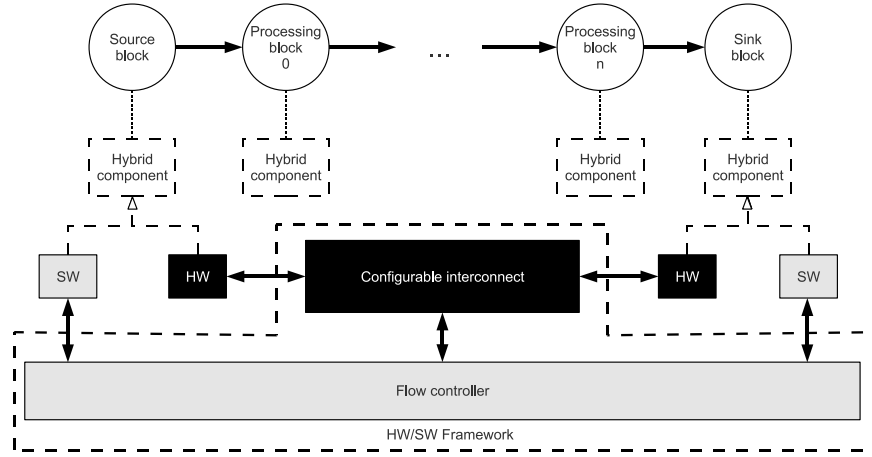 Source
block
Processing
block
0
...
Processing
block
n
Sink
block
Hybrid
component
Hybrid
component
Hybrid
component
Hybrid
component
SW
HW
Configurable interconnect
HW
SW
Flow controller
HW/SW Framework